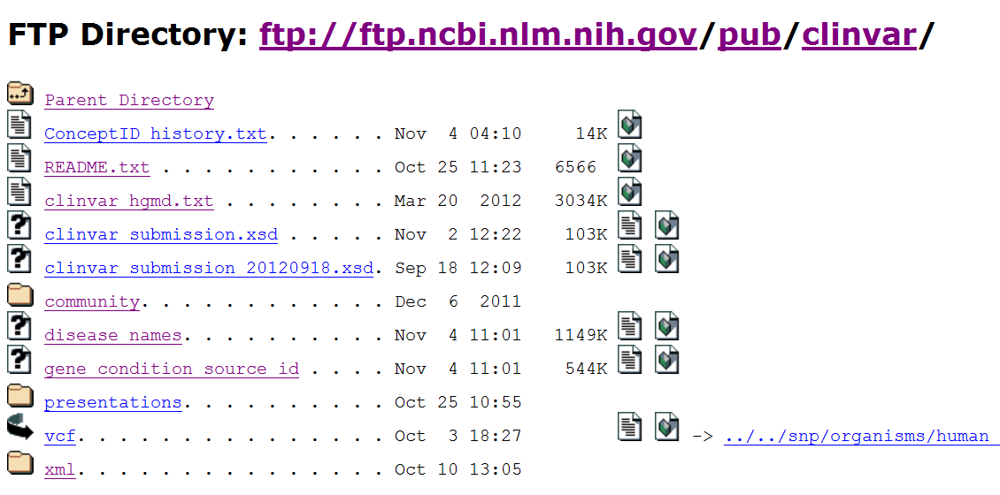 FTP Directory: ftp://ftp.ncbi.nlm.nih.gov/pub/clinvar/
Parent Directory
ConceptID_history.txt. . . . . . Nov  4 04:10     14K
README.txt . . . . . . . . . . . Oct 25 11:23   6566
clinvar_hgmd.txt . . . . . . . . Mar 20  2012   3034K
clinvar_submission.xsd . . . . . Nov  2 12:22    103K
clinvar_submission_20120918.xsd. Sep 18 12:09    103K
community. . . . . . . . . . . . Dec  6  2011
disease_names. . . . . . . . . . Nov  4 11:01   1149K
gene_condition_source_id . . . . Nov  4 11:01    544K
presentations. . . . . . . . . . Oct 25 10:55
vcf. . . . . . . . . . . . . . . Oct  3 18:27 -> ../../snp/organisms/human_
xml. . . . . . . . . . . . . . . Oct 10 13:05